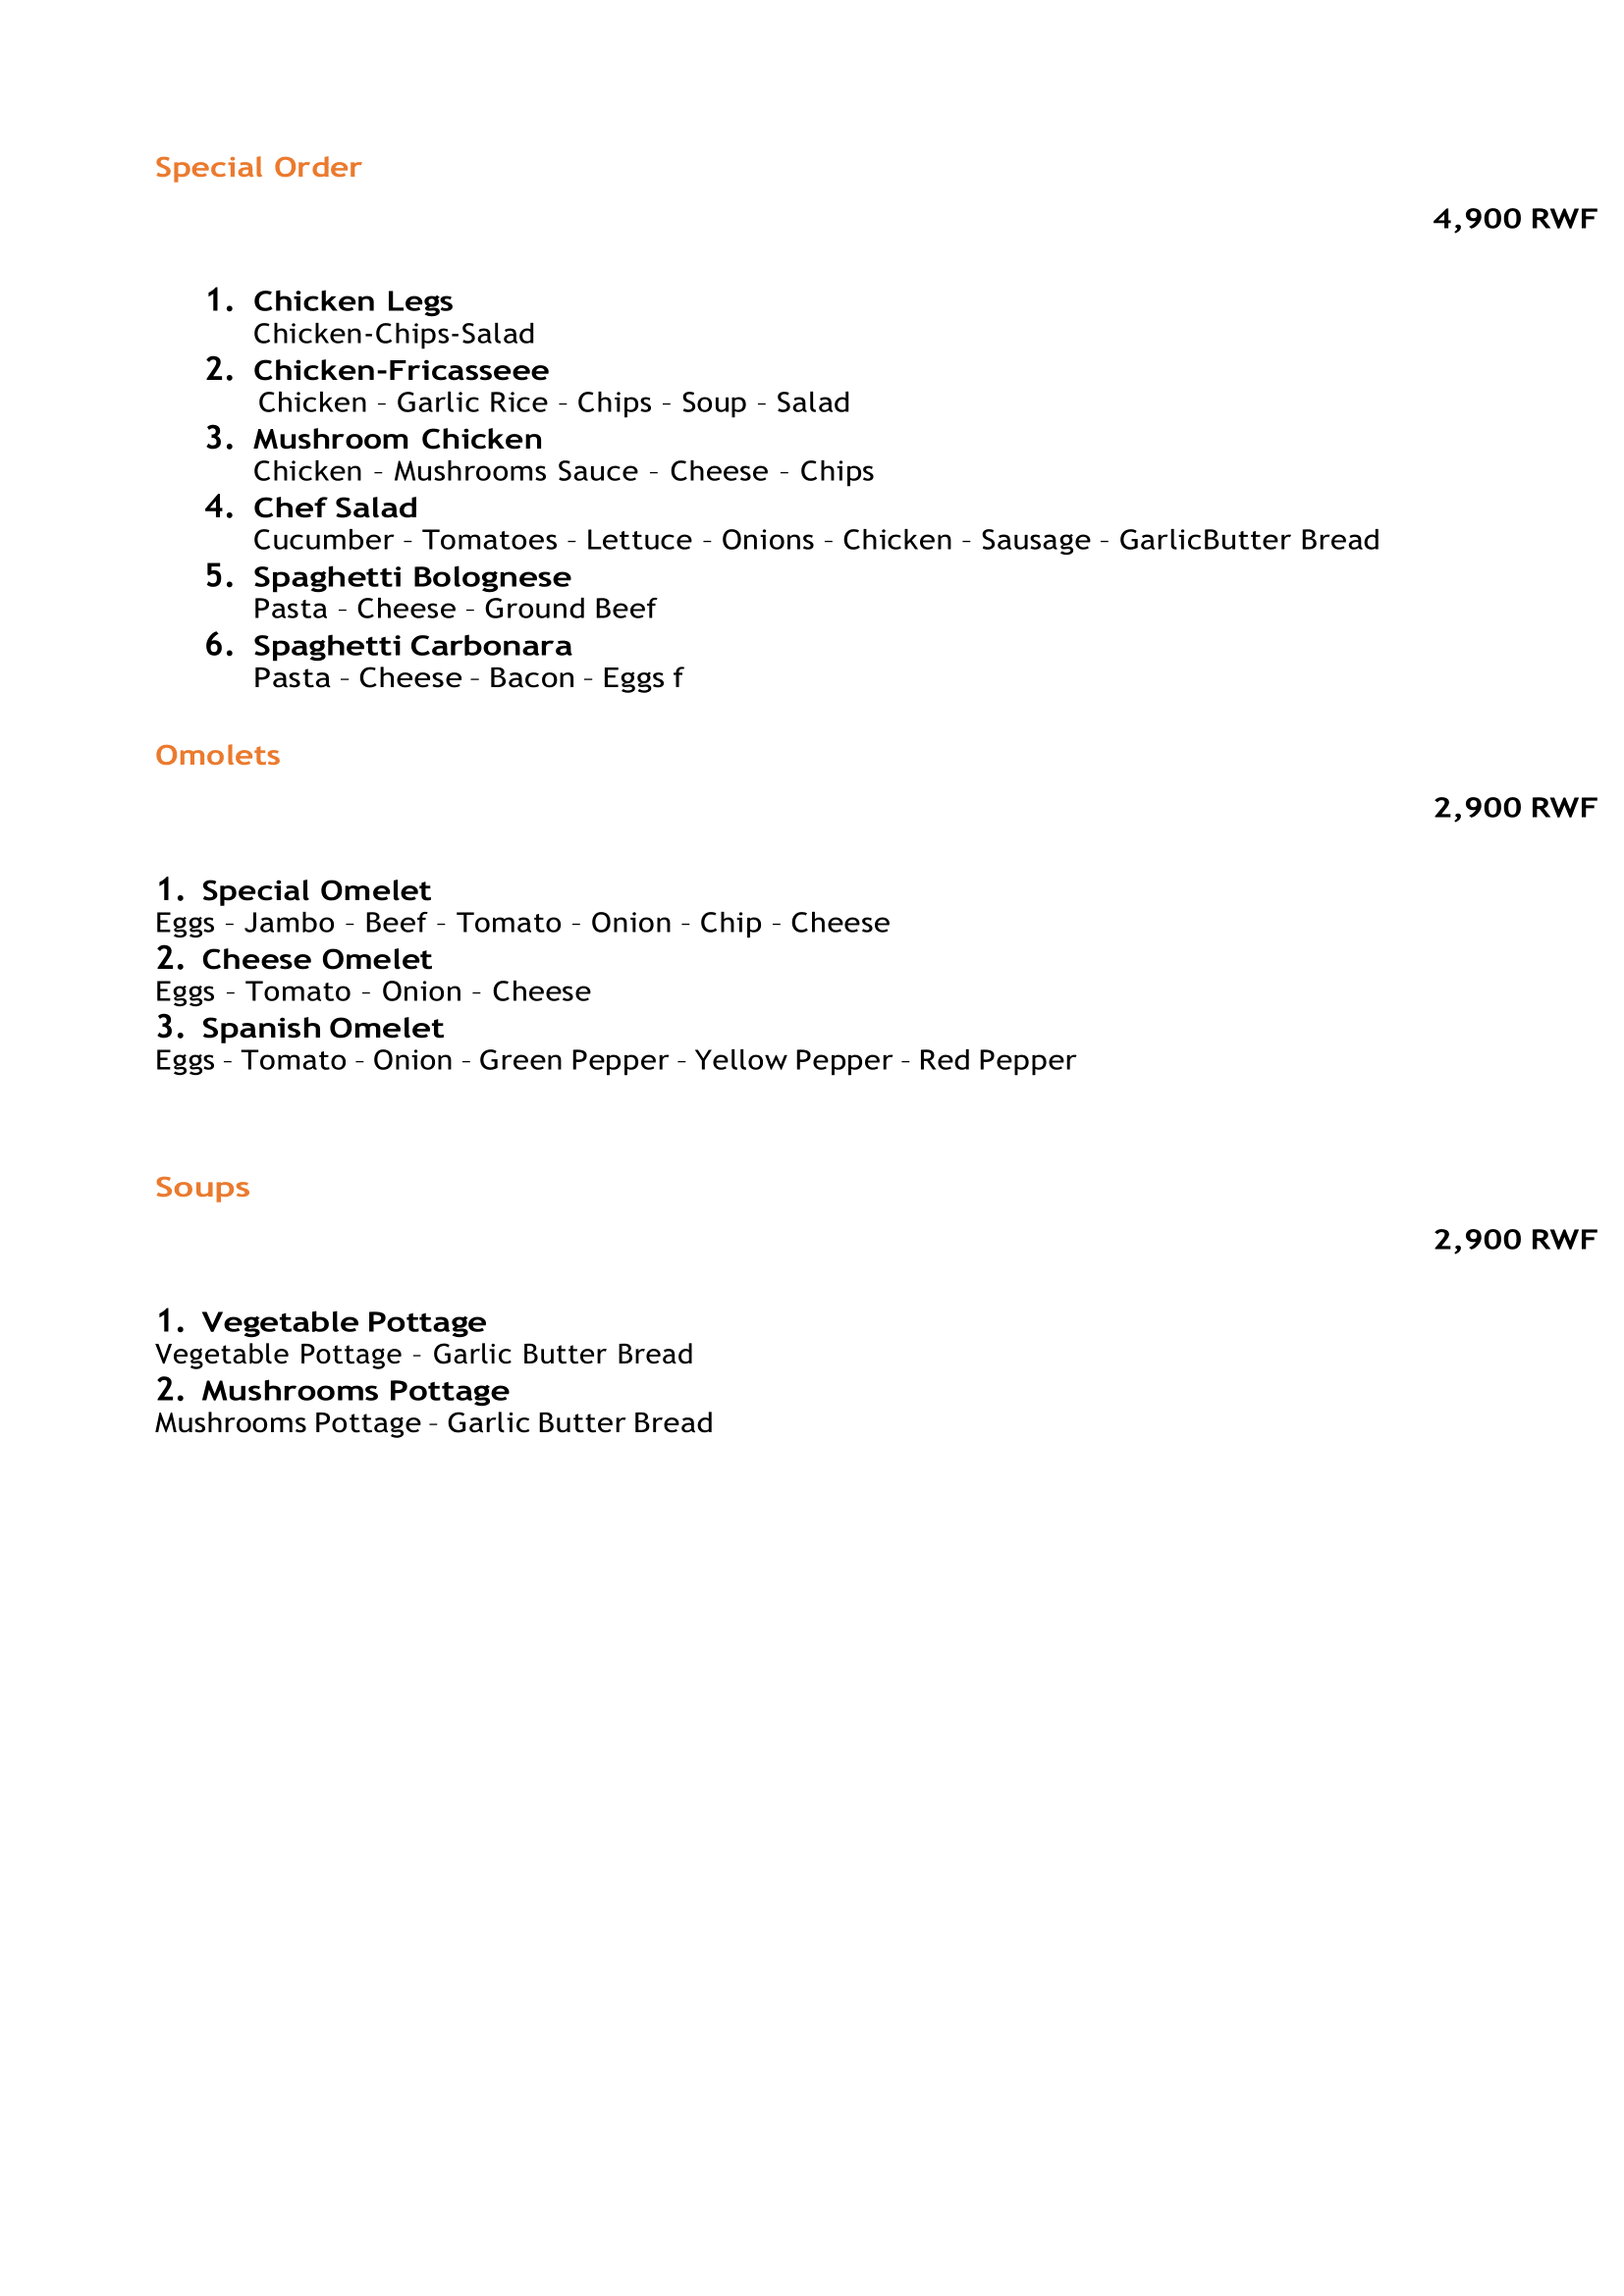 Special Order
4,900 RWF
1. Chicken Legs
Chicken-Chips-Salad
2. Chicken-Fricasseee
Chicken – Garlic Rice – Chips – Soup – Salad
3. Mushroom Chicken
Chicken – Mushrooms Sauce – Cheese – Chips
4. Chef Salad
Cucumber – Tomatoes – Lettuce – Onions – Chicken – Sausage – GarlicButter Bread
5. Spaghetti Bolognese
Pasta – Cheese – Ground Beef
6. Spaghetti Carbonara
Pasta – Cheese – Bacon – Eggs f
Omolets
2,900 RWF
1. Special Omelet
Eggs – Jambo – Beef – Tomato – Onion – Chip – Cheese
2. Cheese Omelet
Eggs – Tomato – Onion – Cheese
3. Spanish Omelet
Eggs – Tomato – Onion – Green Pepper – Yellow Pepper – Red Pepper
Soups
2,900 RWF
1. Vegetable Pottage
Vegetable Pottage – Garlic Butter Bread
2. Mushrooms Pottage
Mushrooms Pottage – Garlic Butter Bread